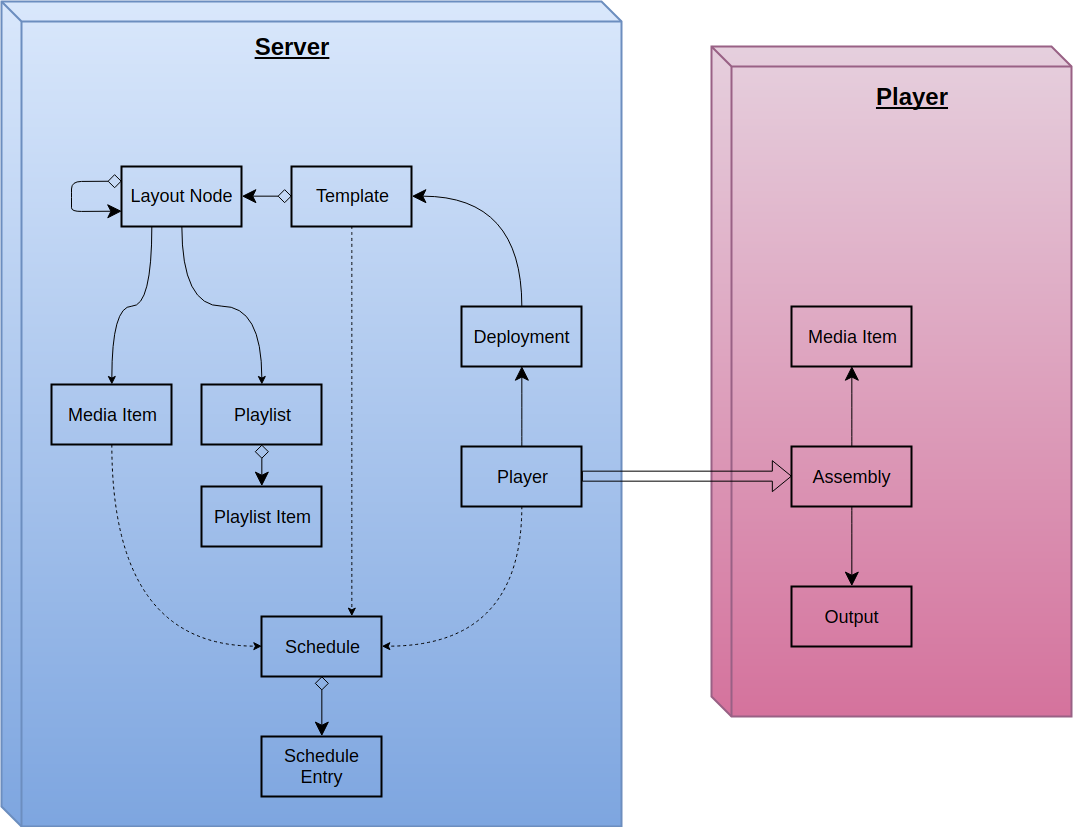 Server
Player
Layout Node
Template
Deployment
Media Item
Media Item
Playlist
Player
Assembly
Playlist Item
Output
Schedule
Schedule
Entry